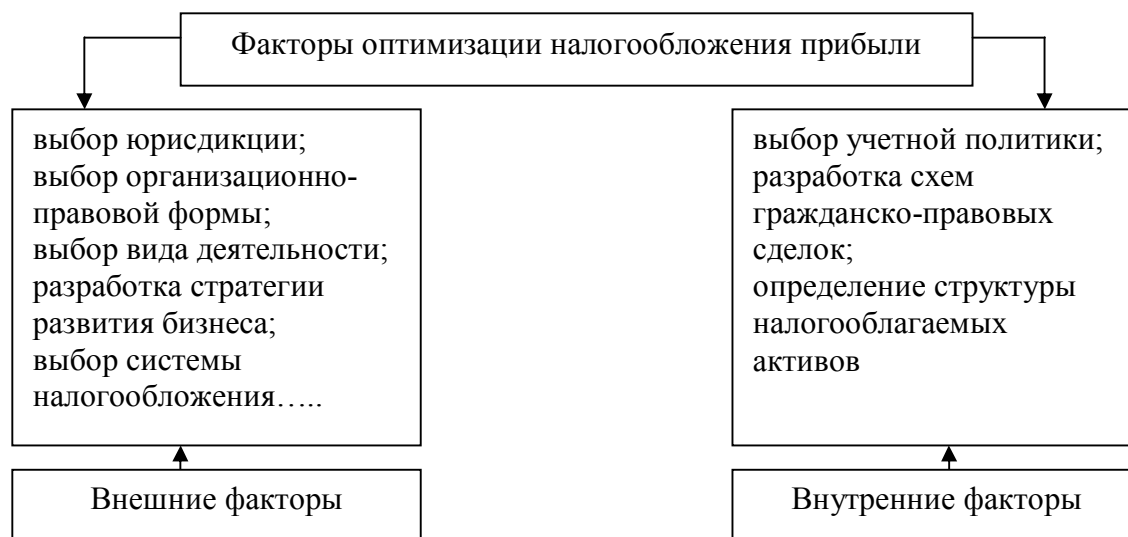 Факторы оптимизации налогообложения прибыли
выбор юрисдикции;
выбор организационно-
правовой формы;
выбор вида деятельности;
разработка стратегии
развития бизнеса;
выбор системы
налогообложения…..
выбор учетной политики;
разработка схем
гражданско-правовых
сделок;
определение структуры
налогооблагаемых
активов
Внешние факторы
Внутренние факторы